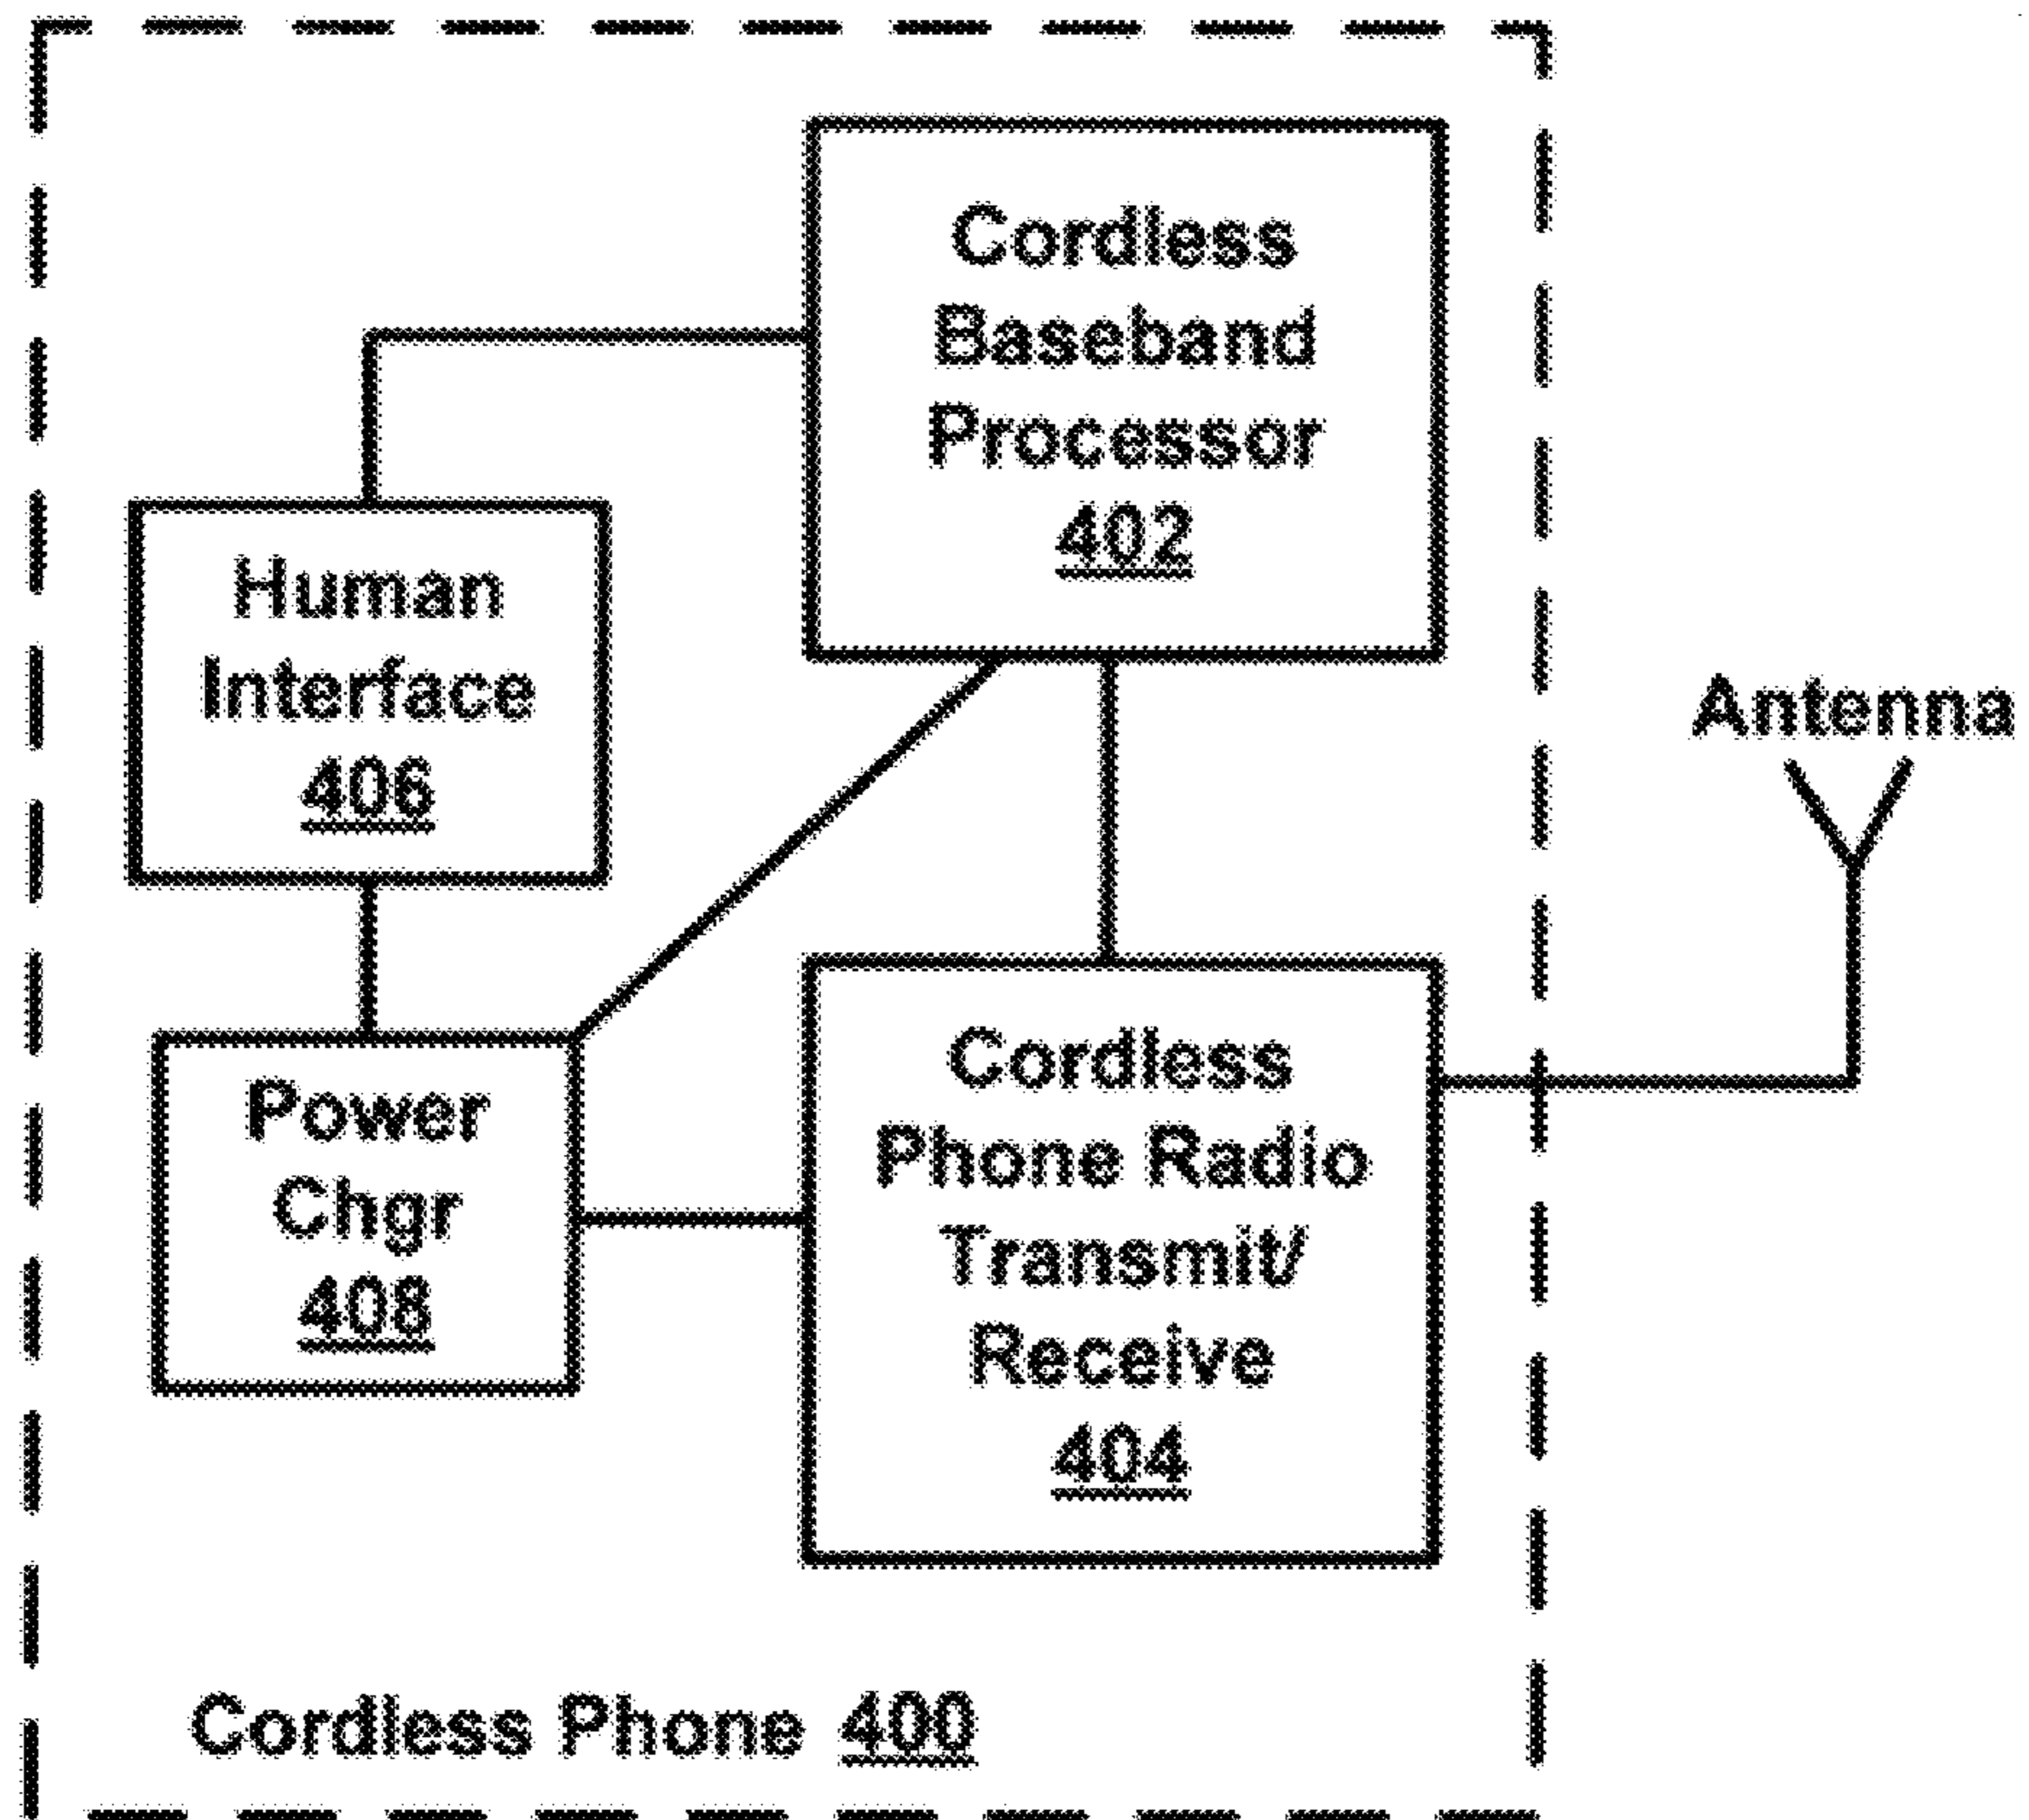 Cordless
Baseband
Processor
402
Human
Interface
406
Antenna
Power
Chgr
408
Cordless
Phone Radio
Transmit/
Receive
404
Cordless Phone 400